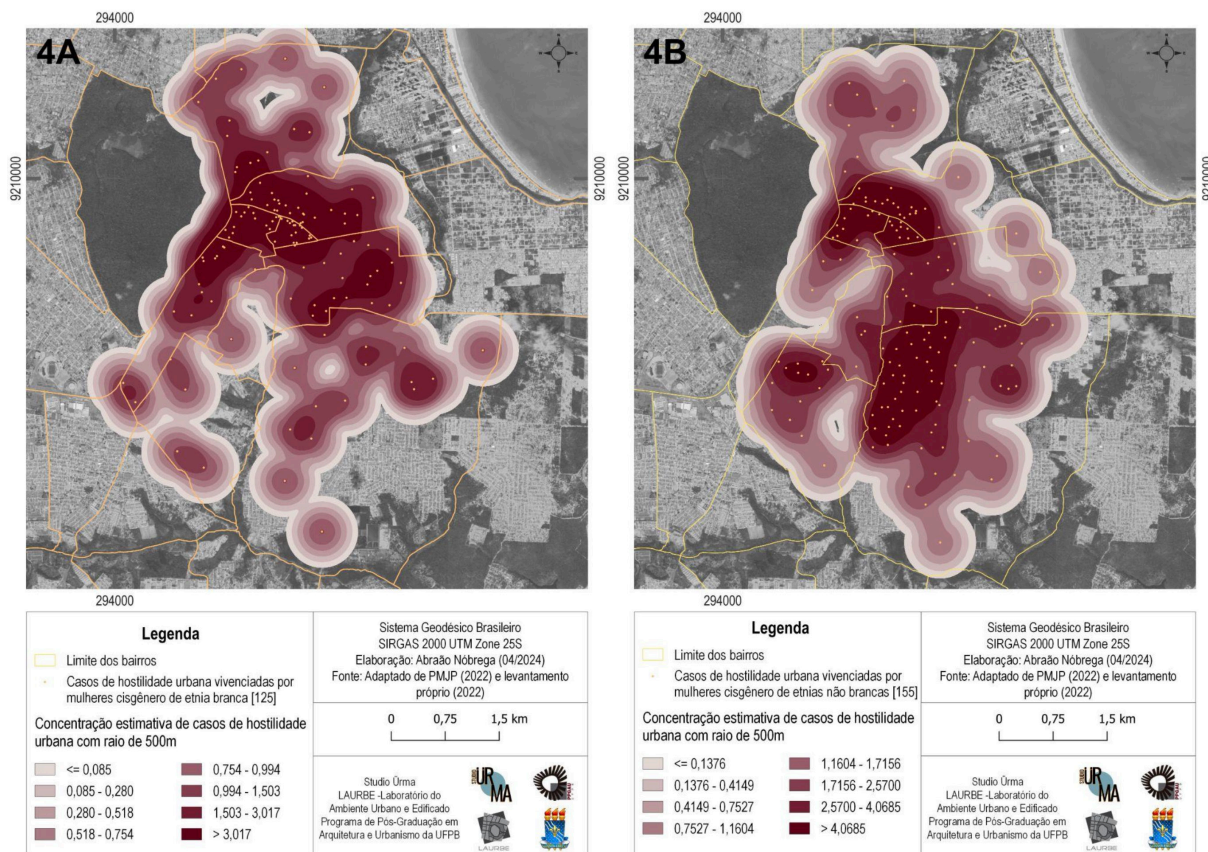 294000
4A
9210000
294000
Legenda
Limite dos bairros
Casos de hostilidade urbana vivenciadas por
mulheres cisgênero de etnia branca [125]
Concentração estimativa de casos de hostilidade
urbana com raio de 500m
<= 0,085
0,085 - 0,280
0,280 - 0,518
0,518 - 0,754
0,754 - 0,994
0,994 - 1,503
1,503 - 3,017
> 3,017
Sistema Geodésico Brasileiro
SIRGAS 2000 UTM Zone 25S
Elaboração: Abraão Nóbrega (04/2024)
Fonte: Adaptado de PMJP (2022) e levantamento
próprio (2022)
0 0,75 1,5 km
Studio Ūrma
LAURBE -Laboratório do
Ambiente Urbano e Edificado
Programa de Pós-Graduação em
Arquitetura e Urbanismo da UFPB
URMA
LAURBE
294000
4B
9210000
9210000
294000
Legenda
Limite dos bairros
Casos de hostilidade urbana vivenciadas por
mulheres cisgênero de etnias não brancas [155]
Concentração estimativa de casos de hostilidade
urbana com raio de 500m
<= 0,1376
0,1376 - 0,4149
0,4149 - 0,7527
0,7527 - 1,1604
1,1604 - 1,7156
1,7156 - 2,5700
2,5700 - 4,0685
> 4,0685
Sistema Geodésico Brasileiro
SIRGAS 2000 UTM Zone 25S
Elaboração: Abraão Nóbrega (04/2024)
Fonte: Adaptado de PMJP (2022) e levantamento
próprio (2022)
0 0,75 1,5 km
Studio Ūrma
LAURBE -Laboratório do
Ambiente Urbano e Edificado
Programa de Pós-Graduação em
Arquitetura e Urbanismo da UFPB
URMA
LAURBE